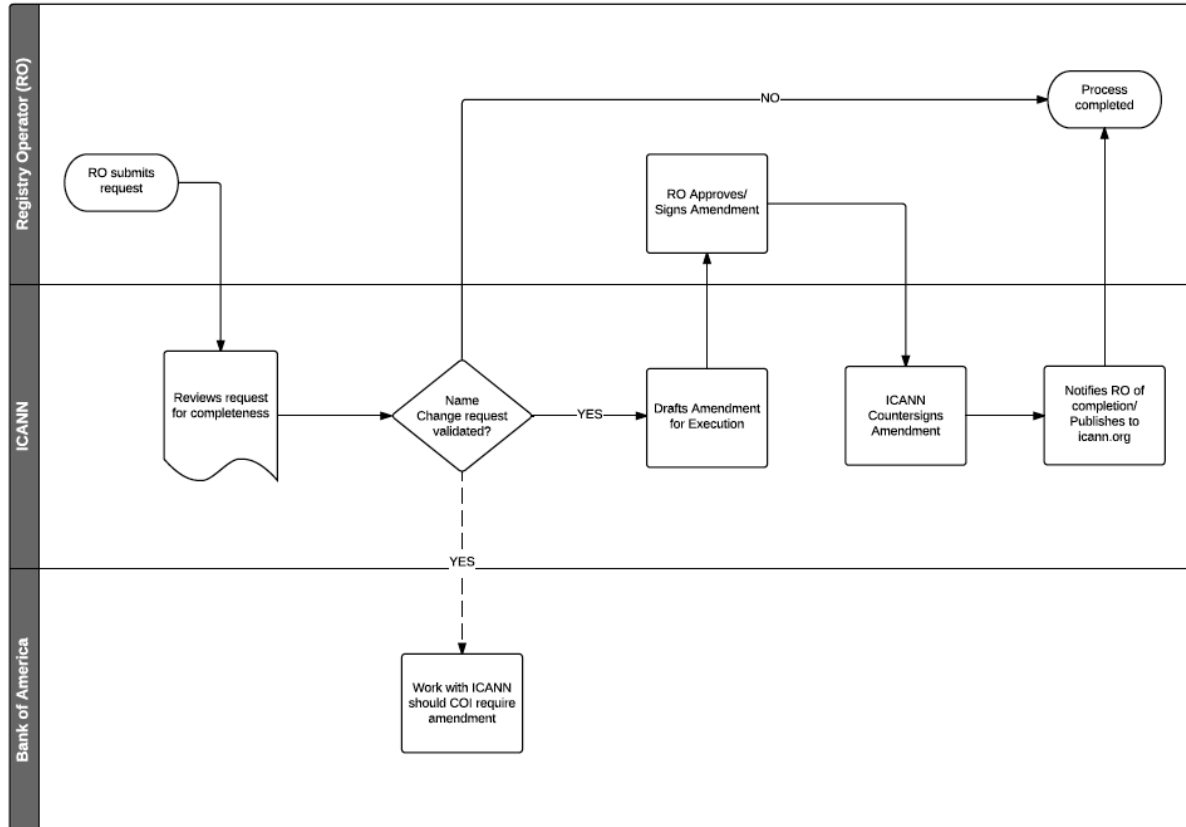 Registry Operator (RO)
RO submits
request
NO
Process
completed
RO Approves/
Signs Amendment
ICANN
Reviews request
for completeness
Name
Change request
validated?
YES
Drafts Amendment
for Execution
ICANN
Countersigns
Amendment
Notifies RO of
completion/
Publishes to
icann.org
YES
Bank of America
Work with ICANN
should COI require
amendment